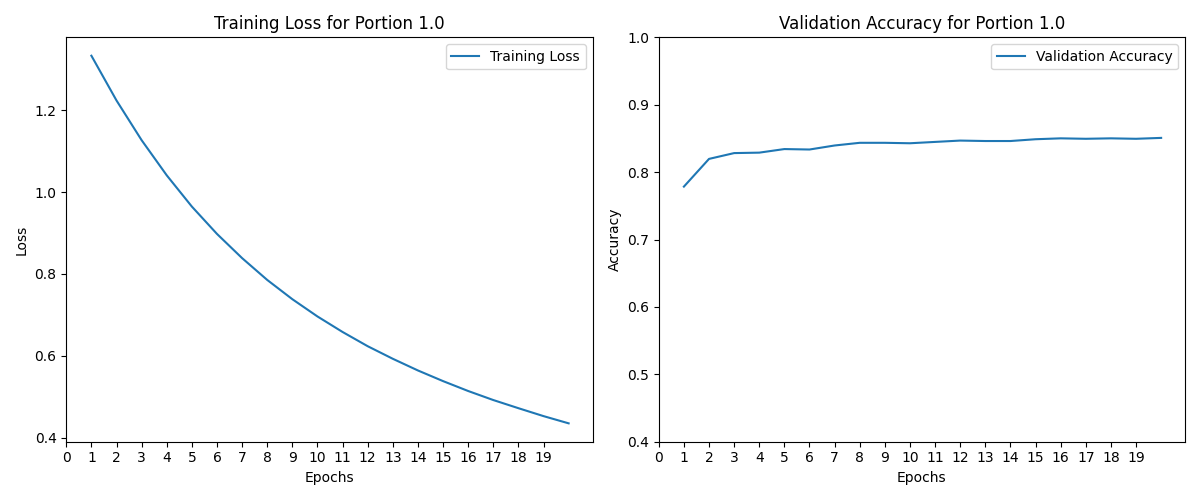 Training Loss for Portion 1.0
Training Loss
1.2
1.0
0.8
0.6
0.4
Loss
0 1 2 3 4 5 6 7 8 9 10 11 12 13 14 15 16 17 18 19
Epochs
Validation Accuracy for Portion 1.0
Validation Accuracy
1.0
0.9
0.8
0.7
0.6
0.5
0.4
Accuracy
0 1 2 3 4 5 6 7 8 9 10 11 12 13 14 15 16 17 18 19
Epochs